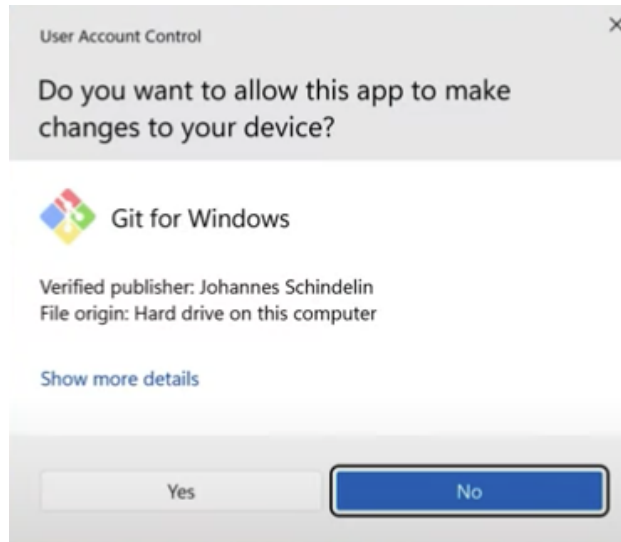 User Account Control
Do you want to allow this app to make
changes to your device?
Git for Windows
Verified publisher: Johannes Schindelin
File origin: Hard drive on this computer
Show more details
Yes
No